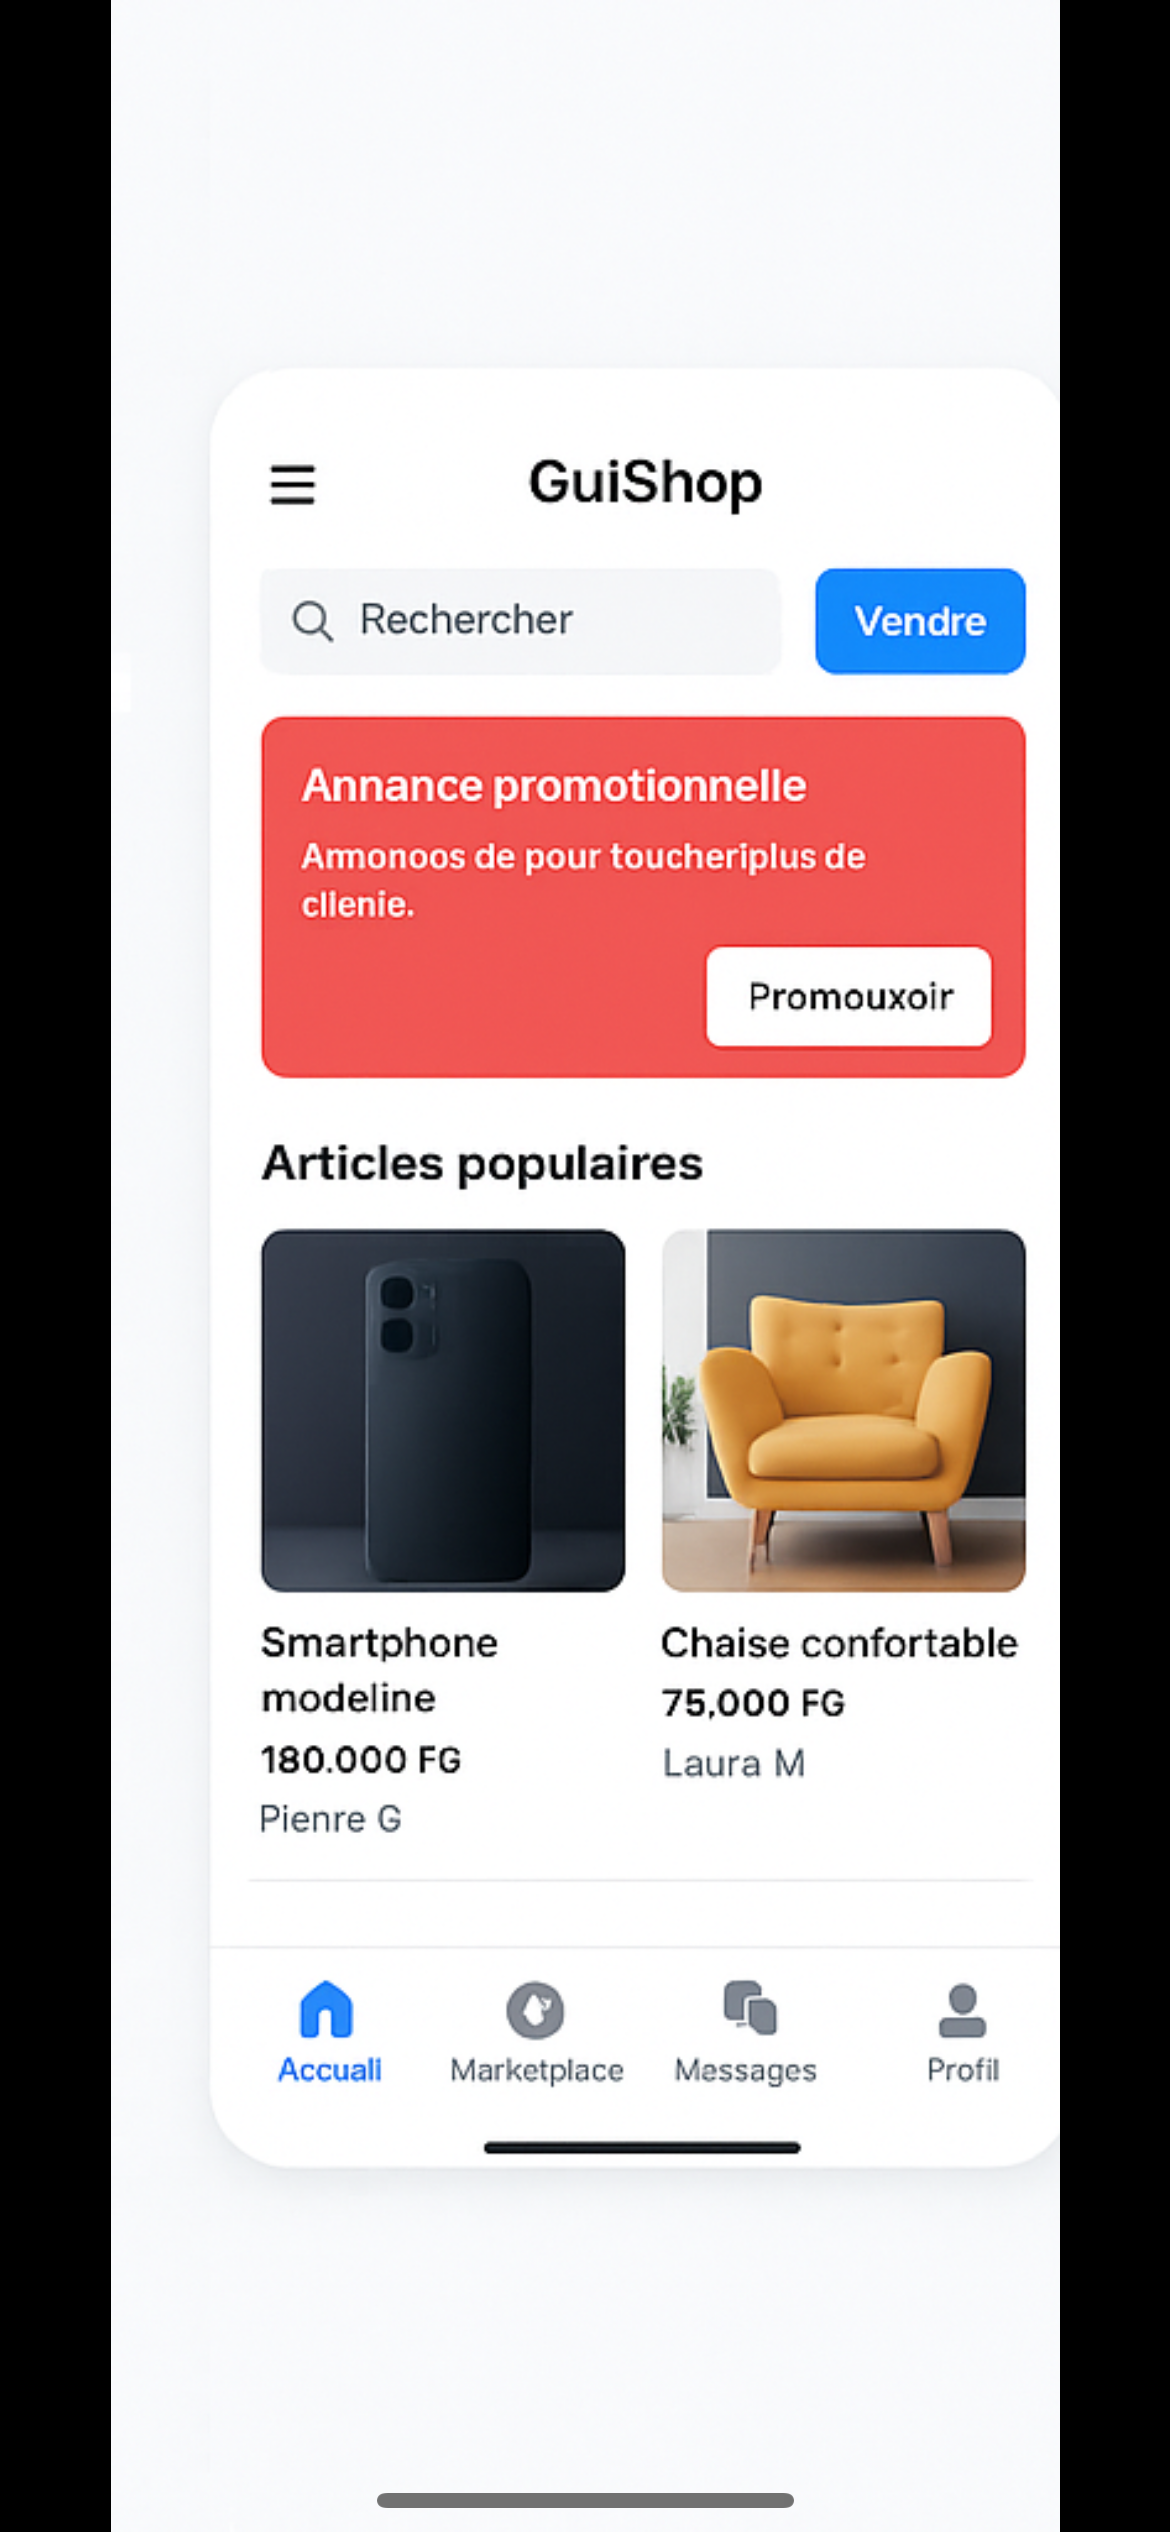 GuiShop
Rechercher
Vendre
Annance promotionnelle
Armonoos de pour toucheriplus de
cllenie.
Promouxoir
Articles populaires
Smartphone
modeline
180.000 FG
Pienre G
Chaise confortable
75,000 FG
Laura M
Accuali
Marketplace
Messages
Profil